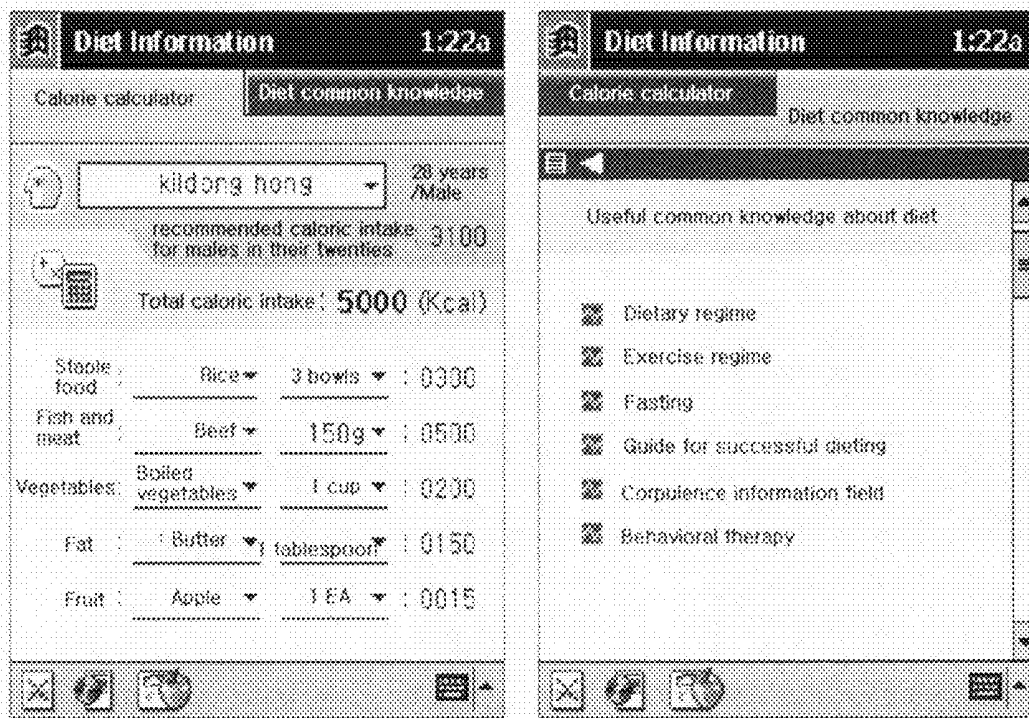 Diet Information 1:22a
Calorie calculator Diet common knowledge
kildong hong 28 years
/Male
recommended caloric intake
for males in their twenties : 3100
Total caloric intake : 5000 (Kcal)
Staple
food : Rice 3 bowls : 0300
Fish and
meat : Beef 150g : 0500
Vegetables: Boiled
vegetables 1 cup : 0200
Fat : Butter 1 tablespoon : 0150
Fruit : Apple 1 EA : 0015
Diet Information 1:22a
Calorie calculator Diet common knowledge
Useful common knowledge about diet
Dietary regime
Exercise regime
Fasting
Guide for successful dieting
Corpulence information field
Behavioral therapy